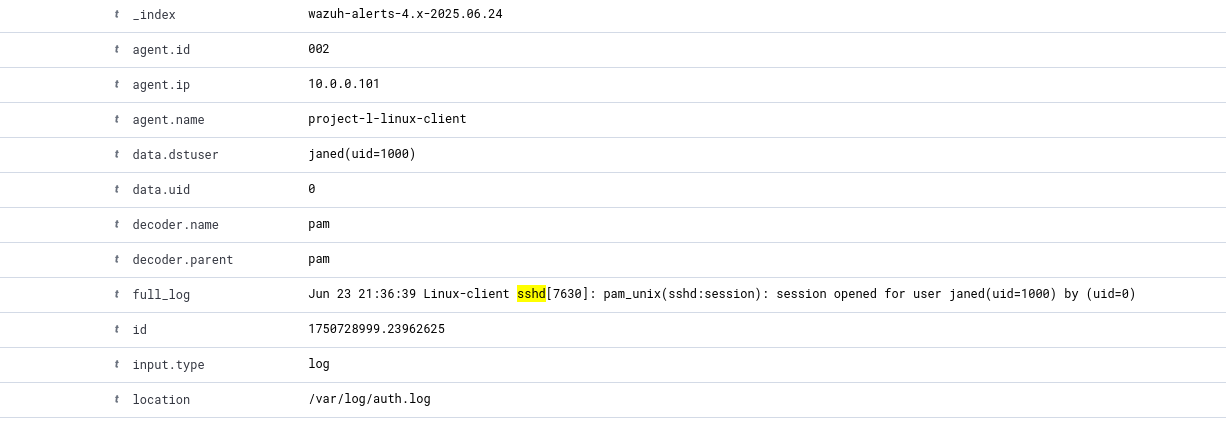 t _index wazuh-alerts-4.x-2025.06.24
t agent.id 002
t agent.ip 10.0.0.101
t agent.name project-l-linux-client
t data.dstuser janed(uid=1000)
t data.uid 0
t decoder.name pam
t decoder.parent pam
t full_log Jun 23 21:36:39 Linux-client sshd[7630]: pam_unix(sshd:session): session opened for user janed(uid=1000) by (uid=0)
t id 1750728999.23962625
t input.type log
t location /var/log/auth.log